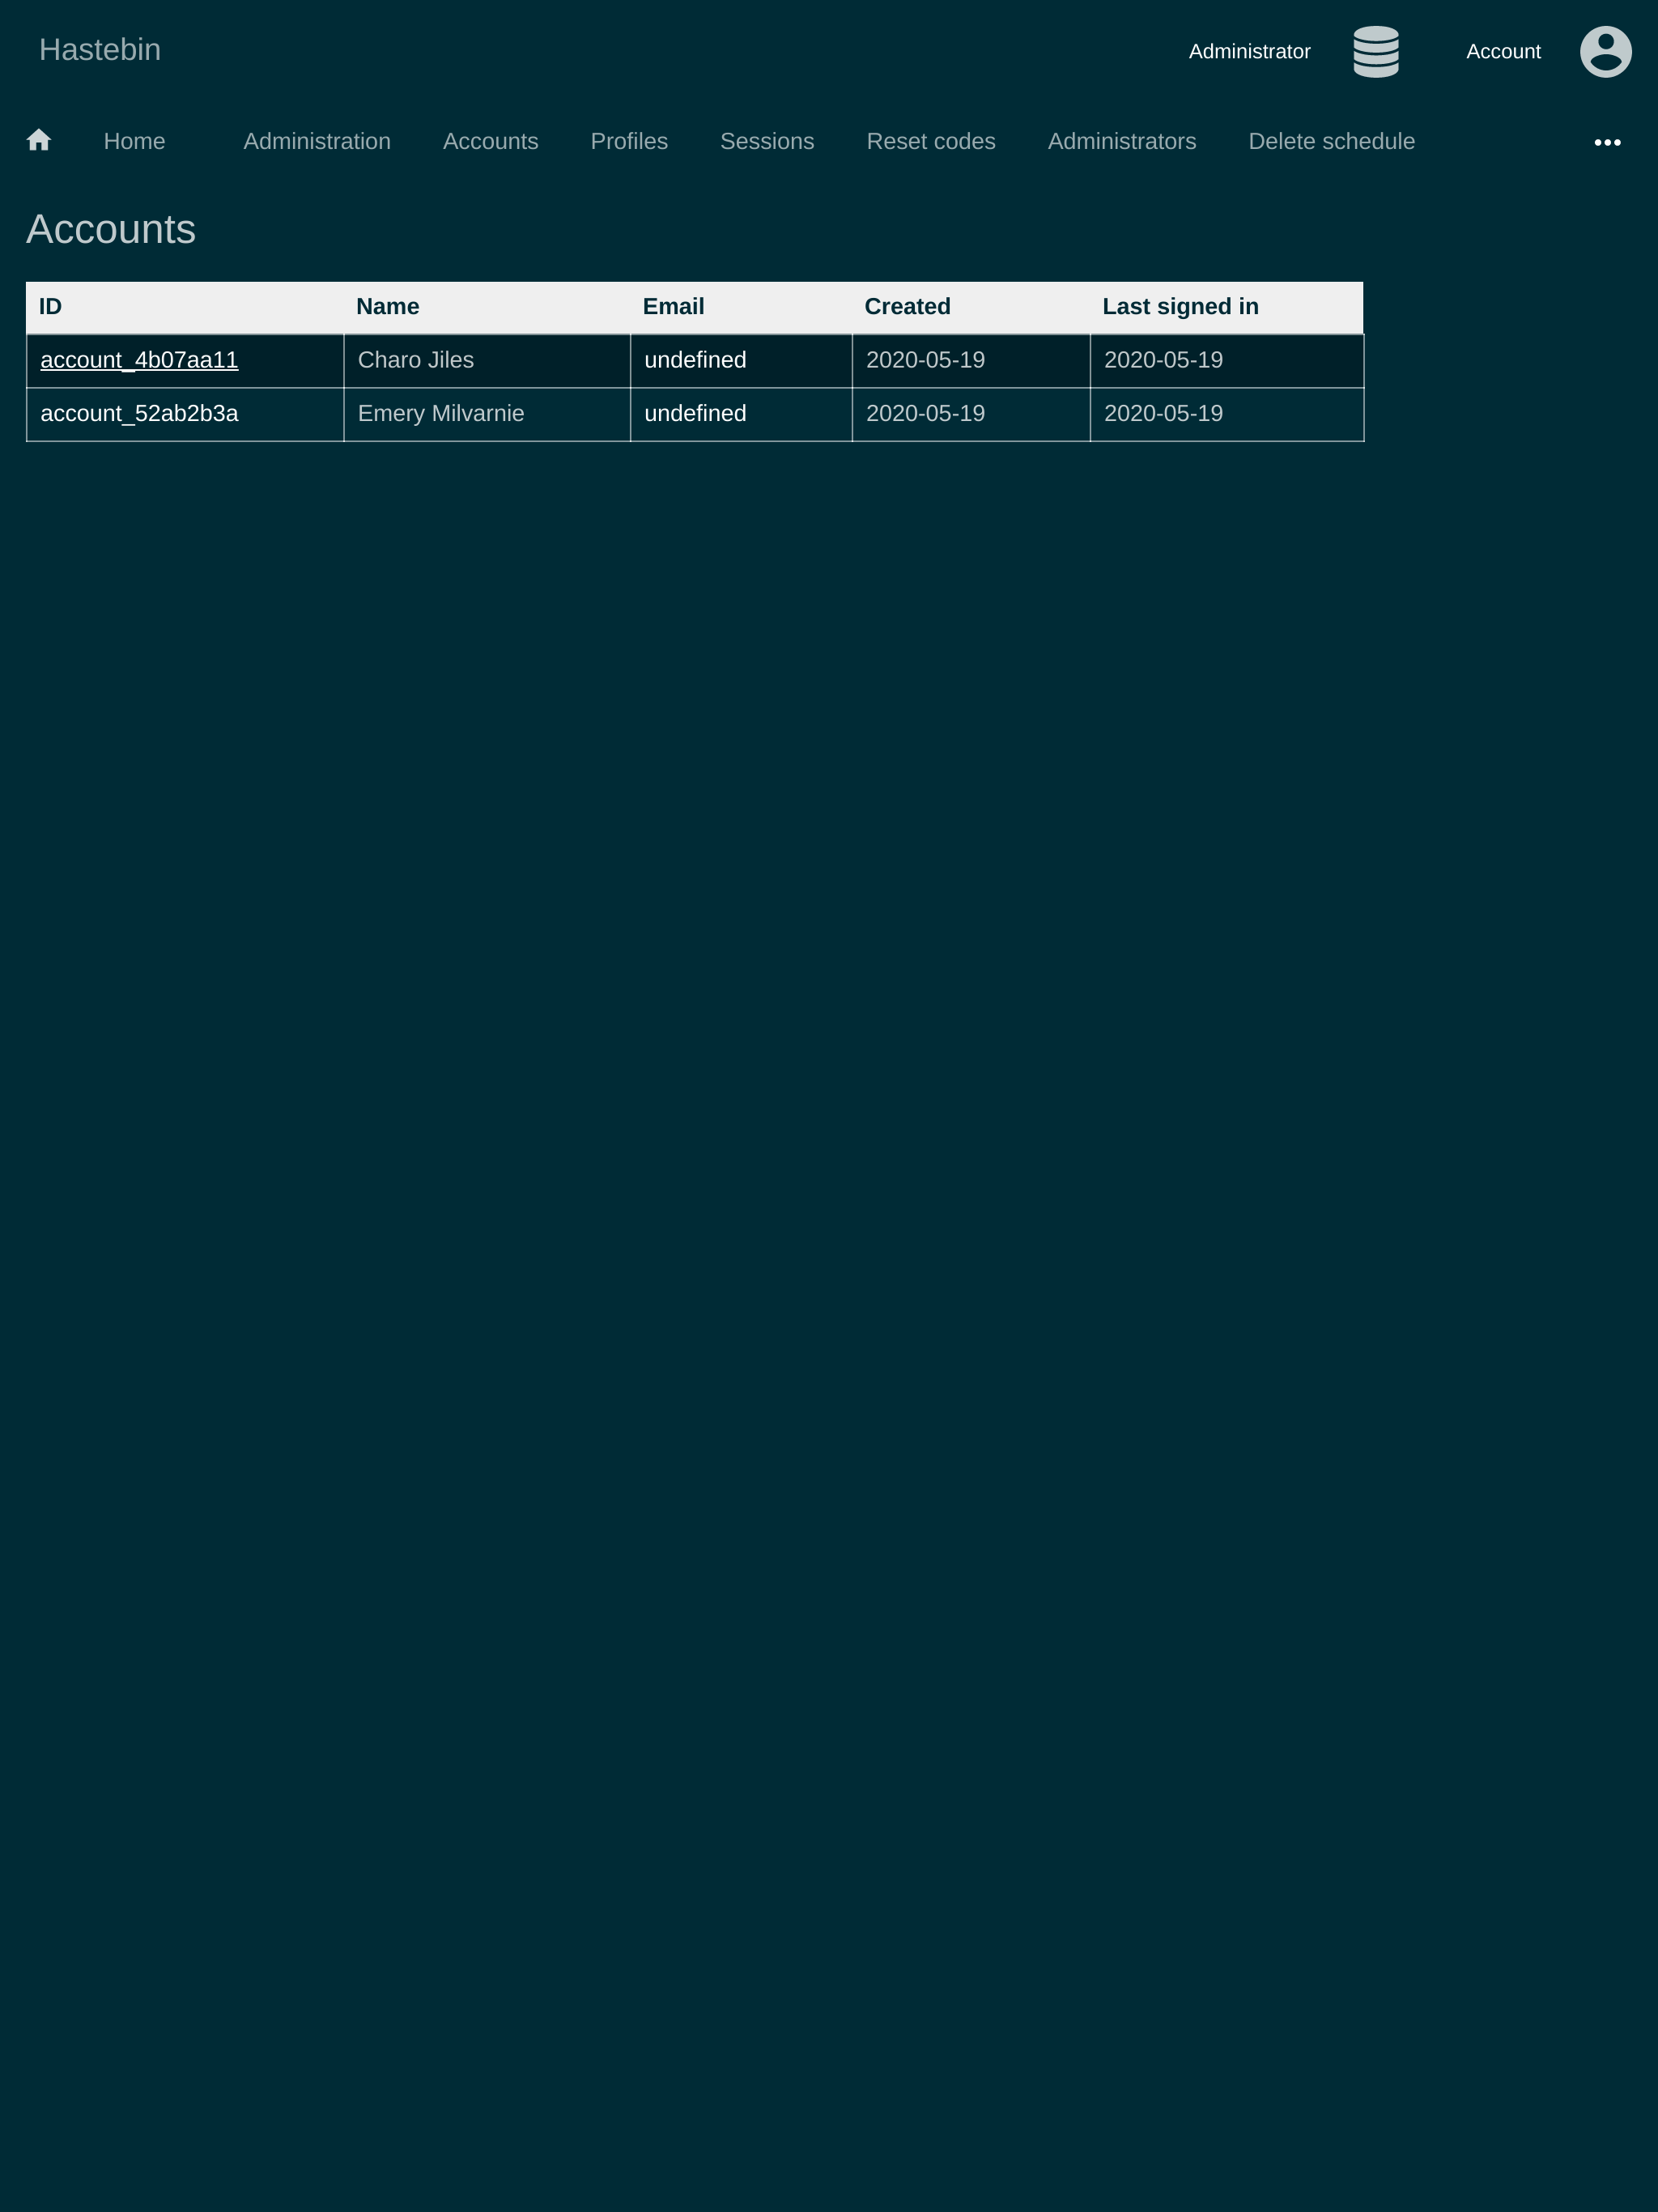 Hastebin Administrator Account
Home Administration Accounts Profiles Sessions Reset codes Administrators Delete schedule •••
Accounts
ID Name Email Created Last signed in
account_4b07aa11 Charo Jiles undefined 2020-05-19 2020-05-19
account_52ab2b3a Emery Milvarnie undefined 2020-05-19 2020-05-19